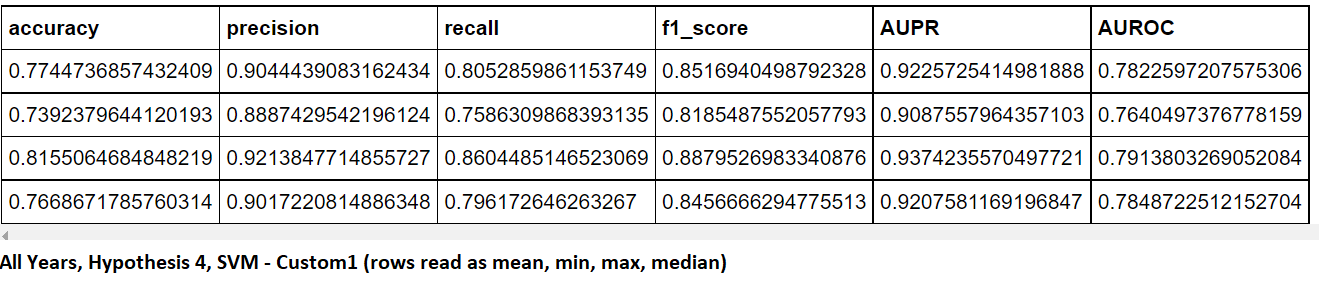 accuracy precision recall f1_score AUPR AUROC
0.7744736857432409 0.9044439083162434 0.8052859861153749 0.8516940498792328 0.9225725414981888 0.7822597207575306
0.7392379644120193 0.8887429542196124 0.7586309868393135 0.8185487552057793 0.9087557964357103 0.7640497376778159
0.8155064684848219 0.9213847714855727 0.8604485146523069 0.8879526983340876 0.9374235570497721 0.7913803269052084
0.7668671785760314 0.9017220814886348 0.796172646263267 0.8456666294775513 0.9207581169196847 0.7848722512152704
All Years, Hypothesis 4, SVM - Custom1 (rows read as mean, min, max, median)